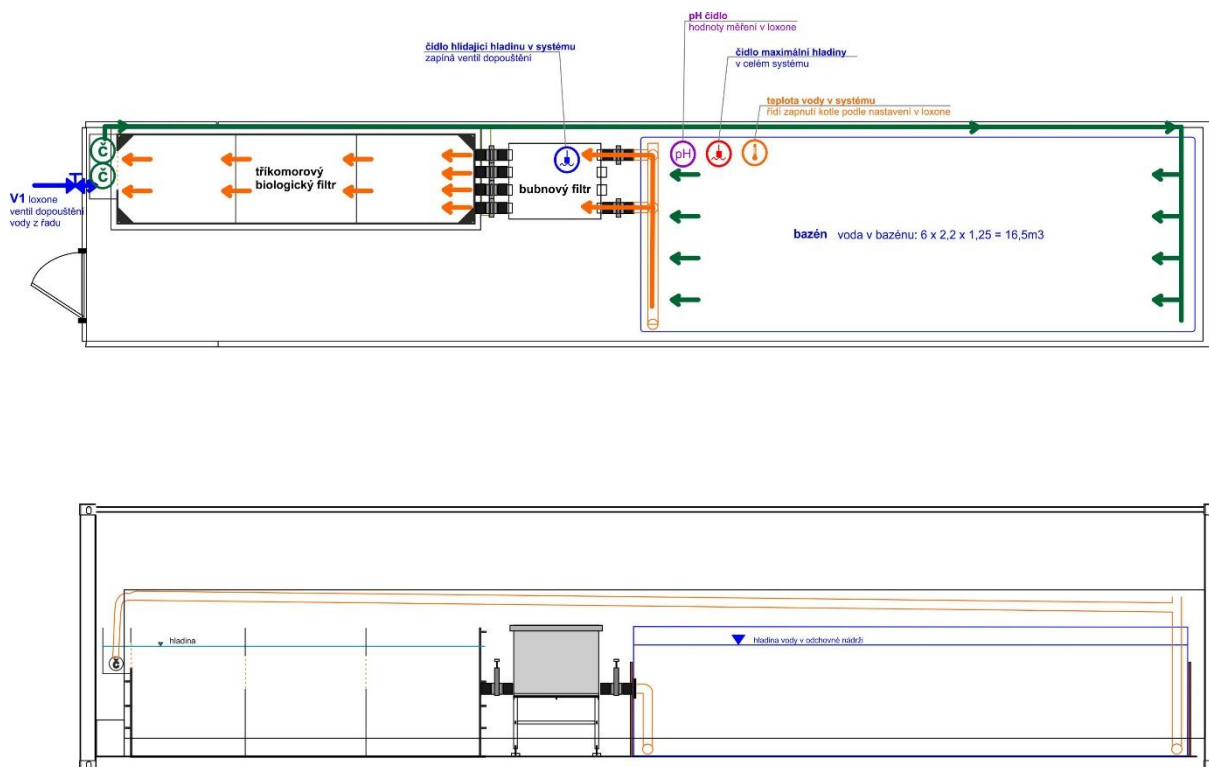 pH čidlo
hodnoty měření v loxone
čidlo hlídající hladinu v systému
zapíná ventil dopouštění
čidlo maximální hladiny
v celém systému
teplota vody v systému
řídí zapnutí kotle podle nastavení v loxone
č
č
pH
tříkomorový
biologický filtr
bubnový filtr
V1 loxone
ventil dopouštění
vody z řadu
bazén voda v bazénu: 6 x 2,2 x 1,25 = 16,5m3
hladina
hladina vody v odchovné nádrži
č